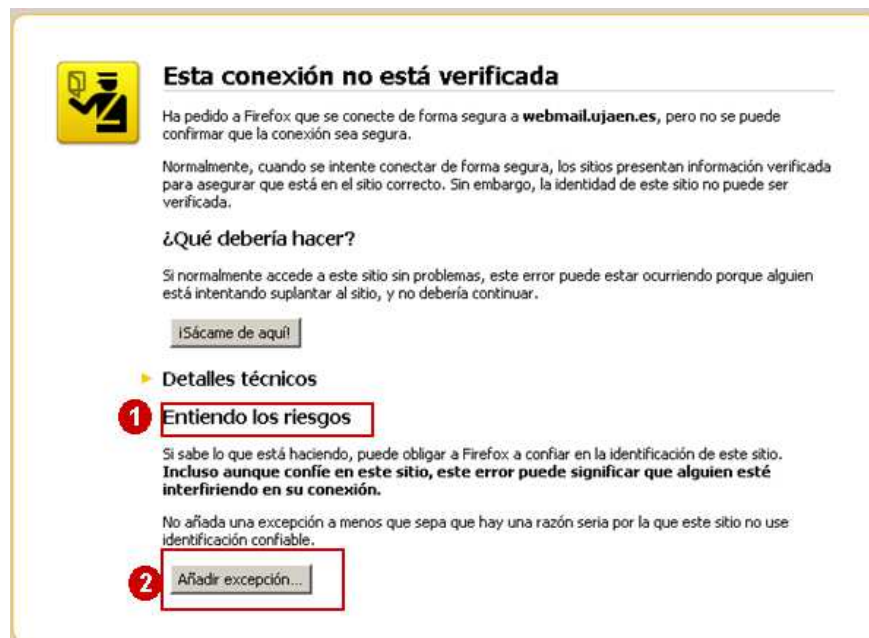 Esta conexión no está verificada
Ha pedido a Firefox que se conecte de forma segura a webmail.ujaen.es, pero no se puede
confirmar que la conexión sea segura.
Normalmente, cuando se intente conectar de forma segura, los sitios presentan información verificada
para asegurar que está en el sitio correcto. Sin embargo, la identidad de este sitio no puede ser
verificada.
¿Qué debería hacer?
Si normalmente accede a este sitio sin problemas, este error puede estar ocurriendo porque alguien
está intentando suplantar al sitio, y no debería continuar.
¡Sácame de aquí!
Detalles técnicos
1 Entiendo los riesgos
Si sabe lo que está haciendo, puede obligar a Firefox a confiar en la identificación de este sitio.
Incluso aunque confíe en este sitio, este error puede significar que alguien esté
interfiriendo en su conexión.
No añada una excepción a menos que sepa que hay una razón seria por la que este sitio no use
identificación confiable.
2 Añadir excepción...